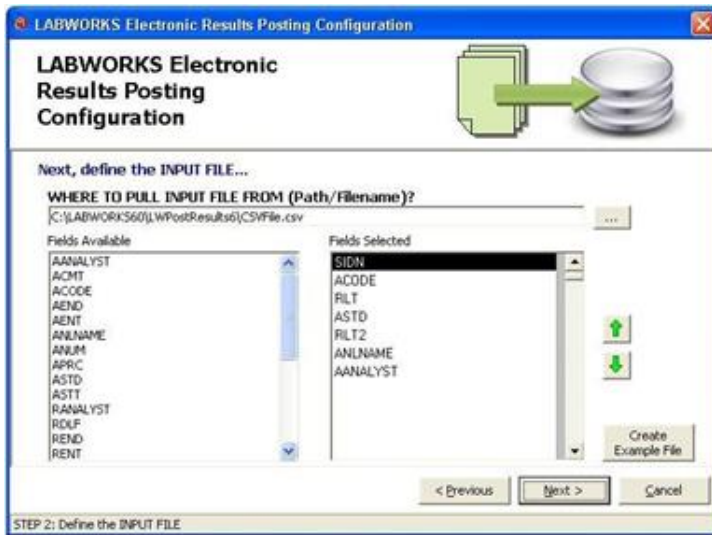 LABWORKS Electronic Results Posting Configuration
LABWORKS Electronic
Results Posting
Configuration
Next, define the INPUT FILE...
WHERE TO PULL INPUT FILE FROM (Path/Filename)?
C:\LABWORKS60\LWPostResults6\CSVFile.csv
...
Fields Available
AANALYST
ACMT
ACODE
AEND
AENT
ANLNAME
ANUM
APRC
ASTD
ASTT
RANALYST
RDLF
REND
RENT
Fields Selected
SIDN
ACODE
RLT
ASTD
RLT2
ANLNAME
AANALYST
Create
Example File
< Previous
Next >
Cancel
STEP 2: Define the INPUT FILE